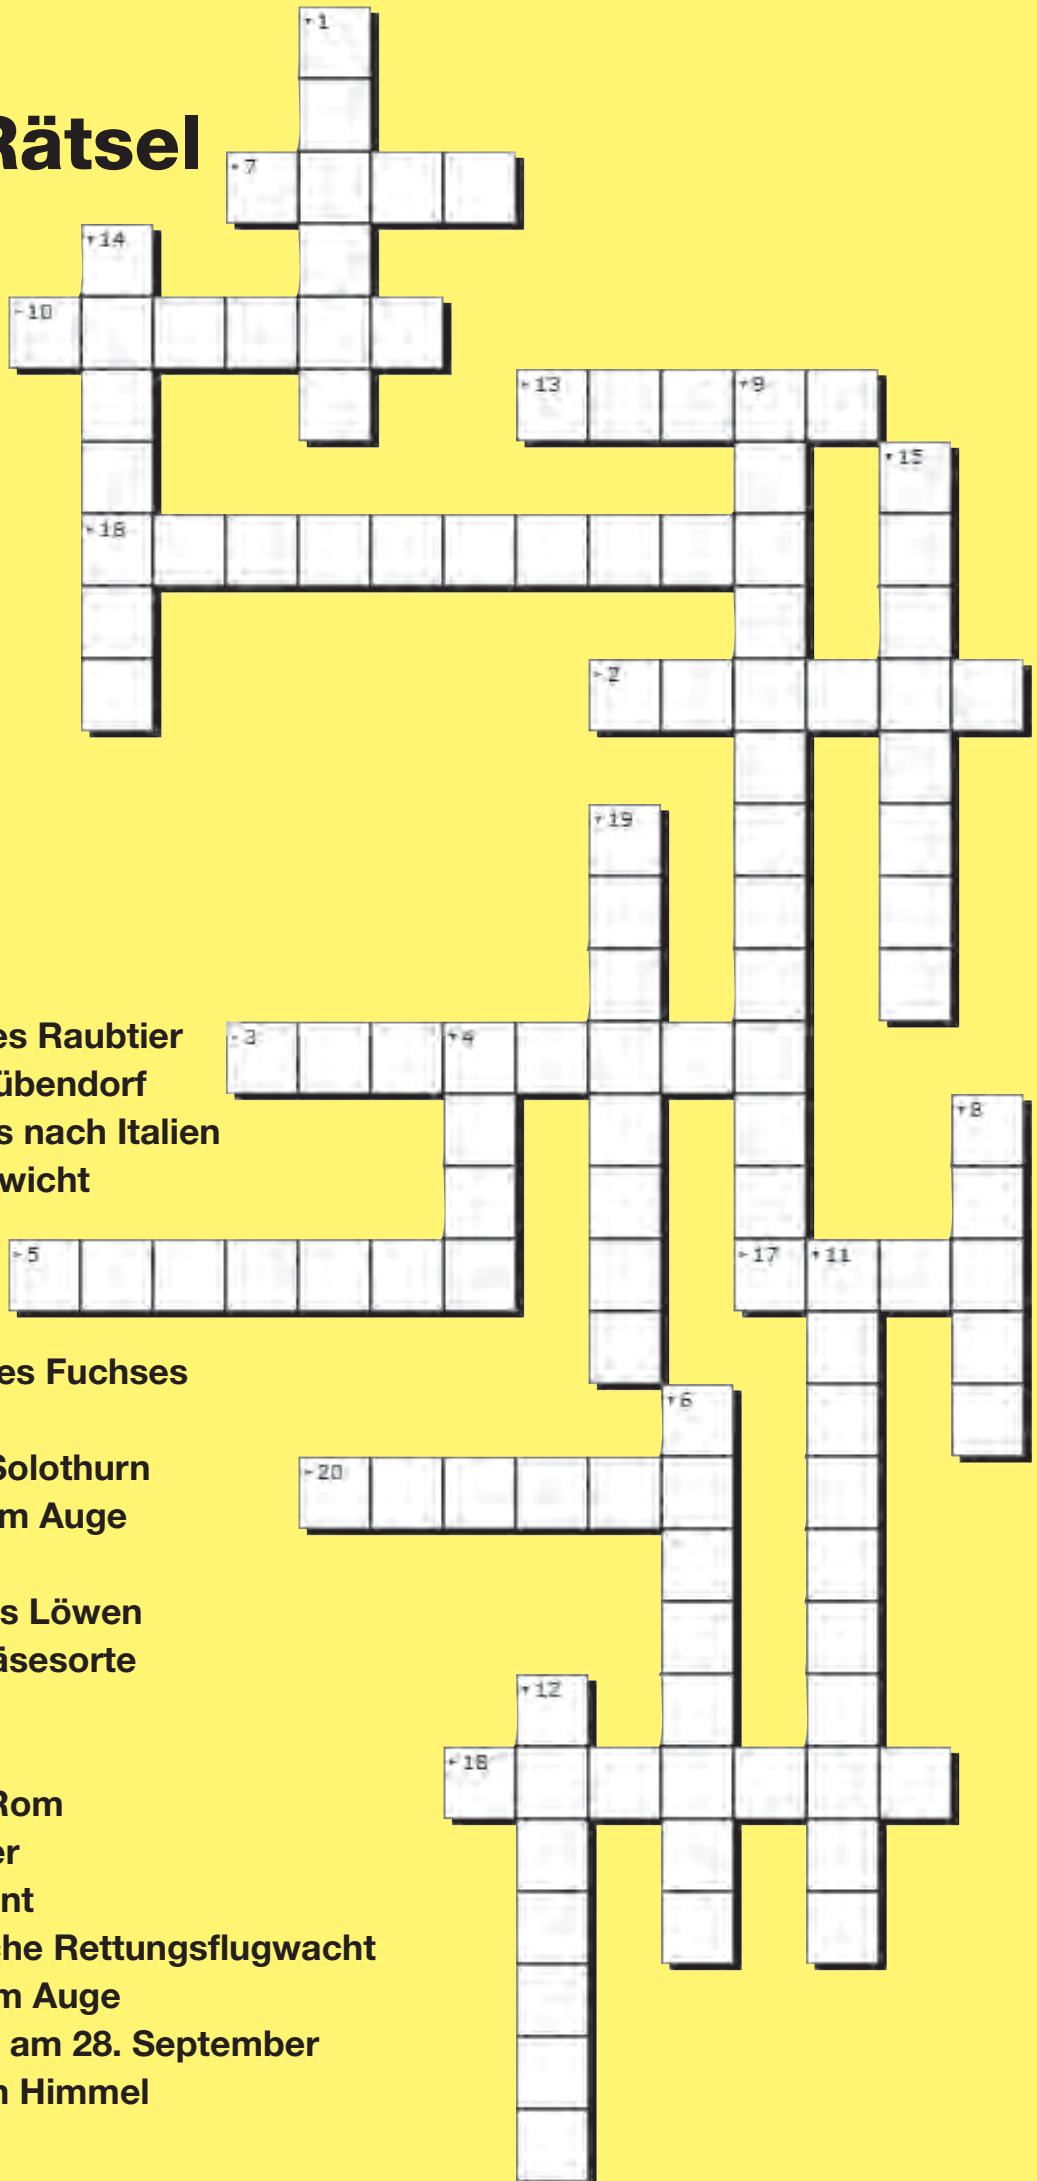 1
Rätsel
7
14
10
13 9
15
16
2
19
es Raubtier
3 4
übendorf
8
s nach Italien
wicht
5
17 11
es Fuchses
6
Solothurn
20
m Auge
s Löwen
äsesorte
12
18
Rom
er
nt
che Rettungsflugwacht
m Auge
am 28. September
n Himmel